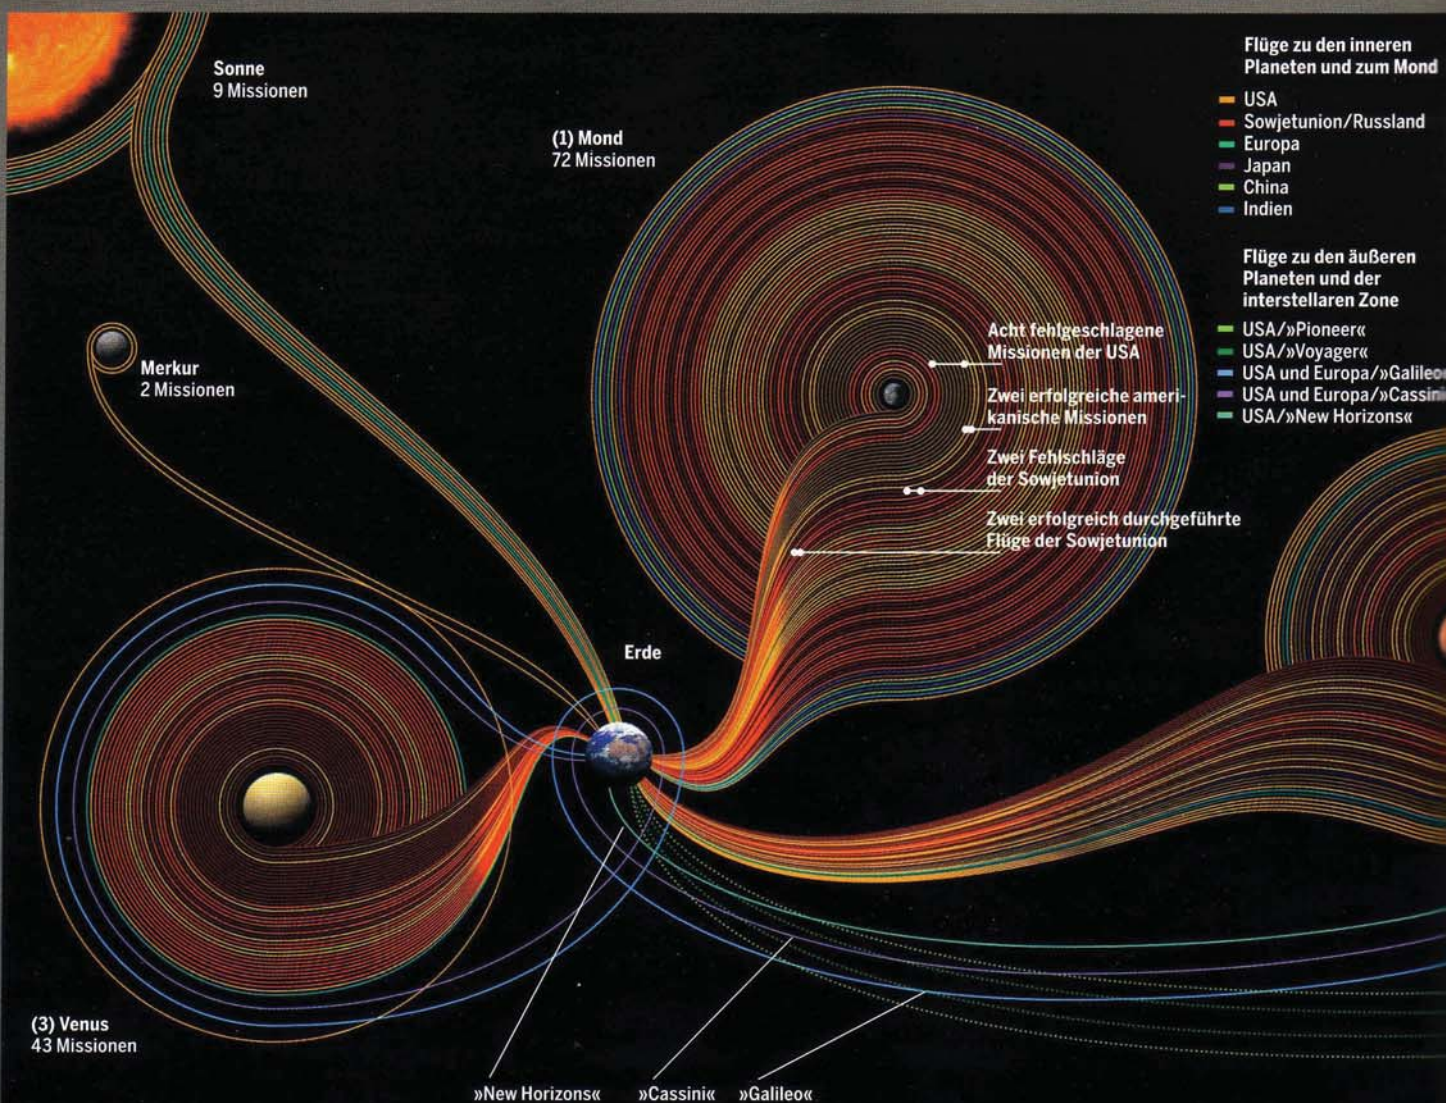 Sonne
9 Missionen
(1) Mond
72 Missionen
Flüge zu den inneren
Planeten und zum Mond
USA
Sowjetunion/Russland
Europa
Japan
China
Indien
Flüge zu den äußeren
Planeten und der
interstellaren Zone
USA/»Pioneer«
USA/»Voyager«
USA und Europa/»Galileo
USA und Europa/»Cassini
USA/»New Horizons«
Merkur
2 Missionen
Acht fehlgeschlagene
Missionen der USA
Zwei erfolgreiche ameri-
kanische Missionen
Zwei Fehlschläge
der Sowjetunion
Zwei erfolgreich durchgeführte
Flüge der Sowjetunion
Erde
(3) Venus
43 Missionen
»New Horizons«
»Cassini«
»Galileo«